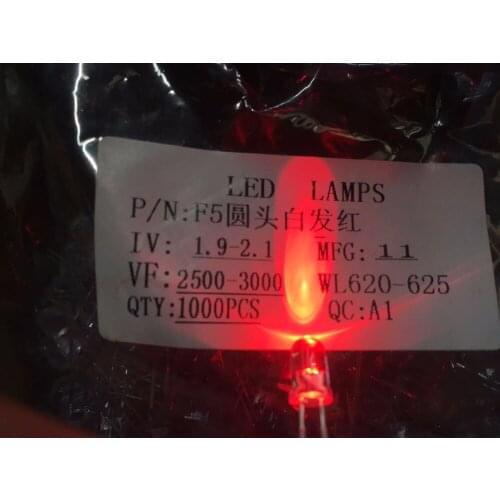 LED LAMPS
P/N:F5圆头白发红
IV: 1.9-2.1 MFG: 11
VF: 2500-3000 WL620-625
QTY: 1000PCS QC:A1